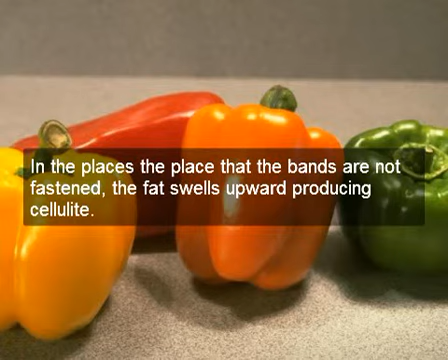 In the places the place that the bands are not
fastened, the fat swells upward producing
cellulite.